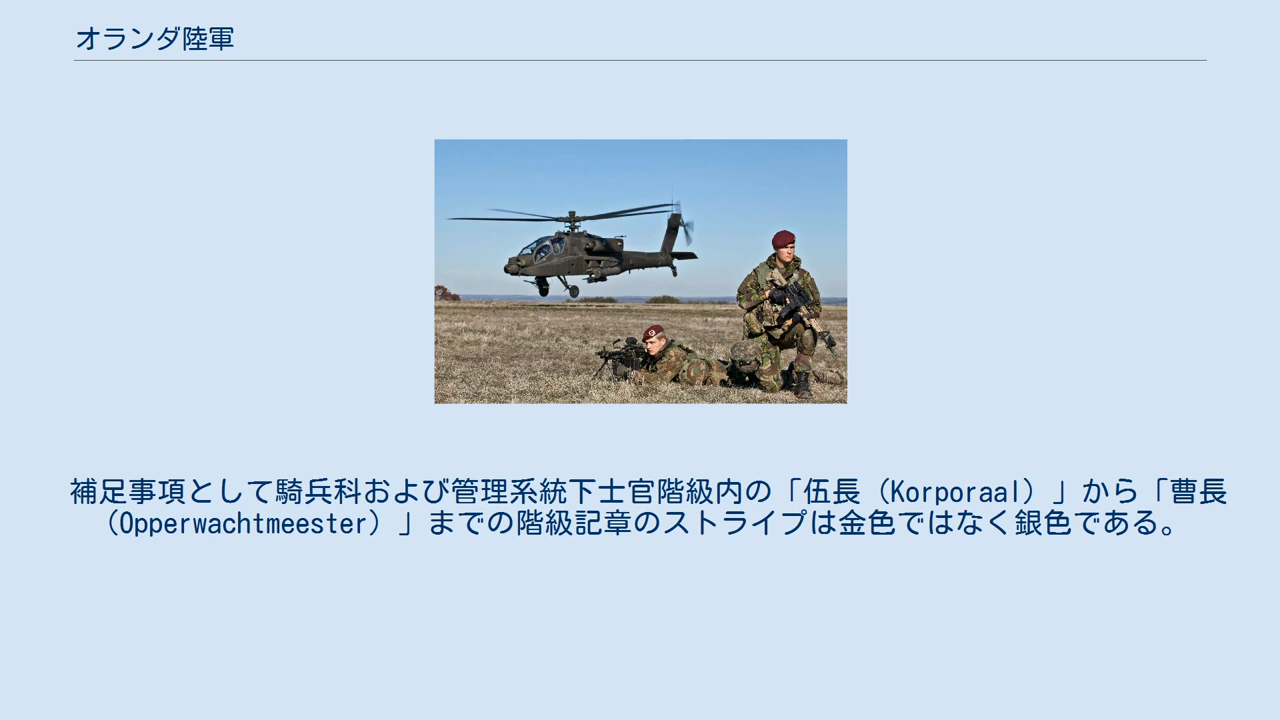 オランダ陸軍
補足事項として騎兵科および管理系統下士官階級内の「伍長（Korporaal）」から「曹長
（Opperwachtmeester）」までの階級記章のストライプは金色ではなく銀色である。